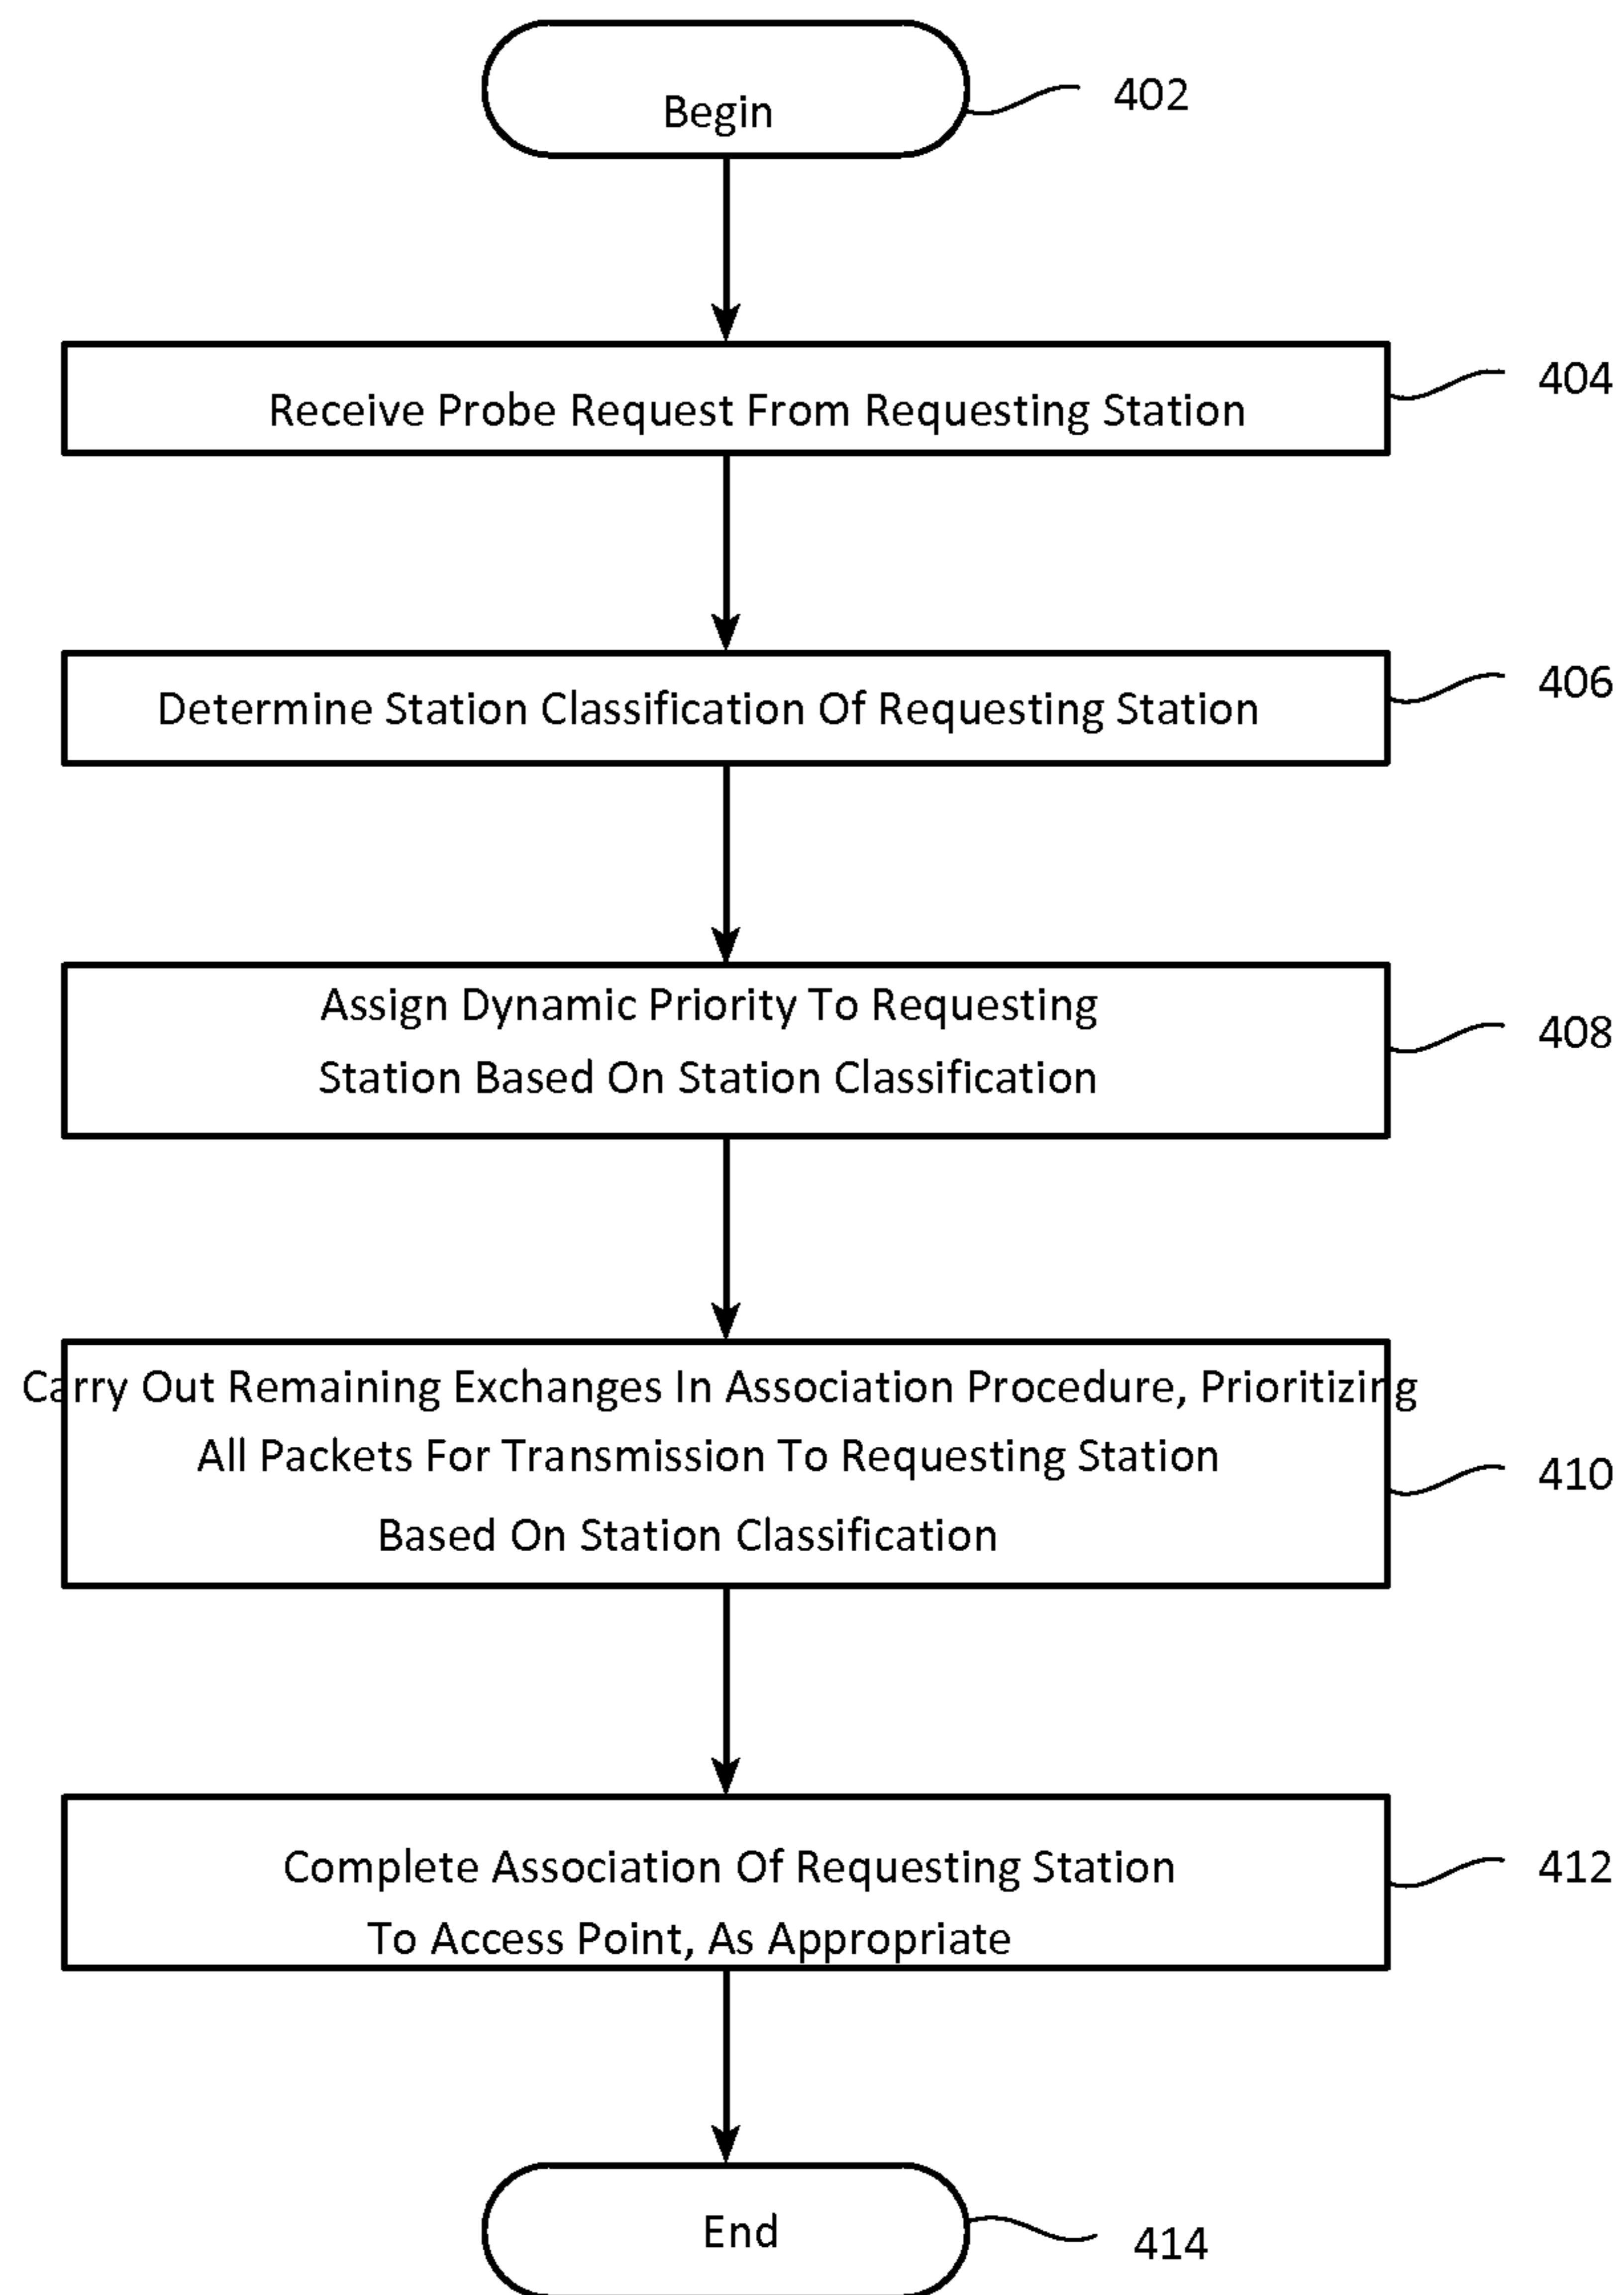 Begin
402
Receive Probe Request From Requesting Station
404
Determine Station Classification Of Requesting Station
406
Assign Dynamic Priority To Requesting
Station Based On Station Classification
408
Carry Out Remaining Exchanges In Association Procedure, Prioritizing
All Packets For Transmission To Requesting Station
Based On Station Classification
410
Complete Association Of Requesting Station
To Access Point, As Appropriate
412
End
414